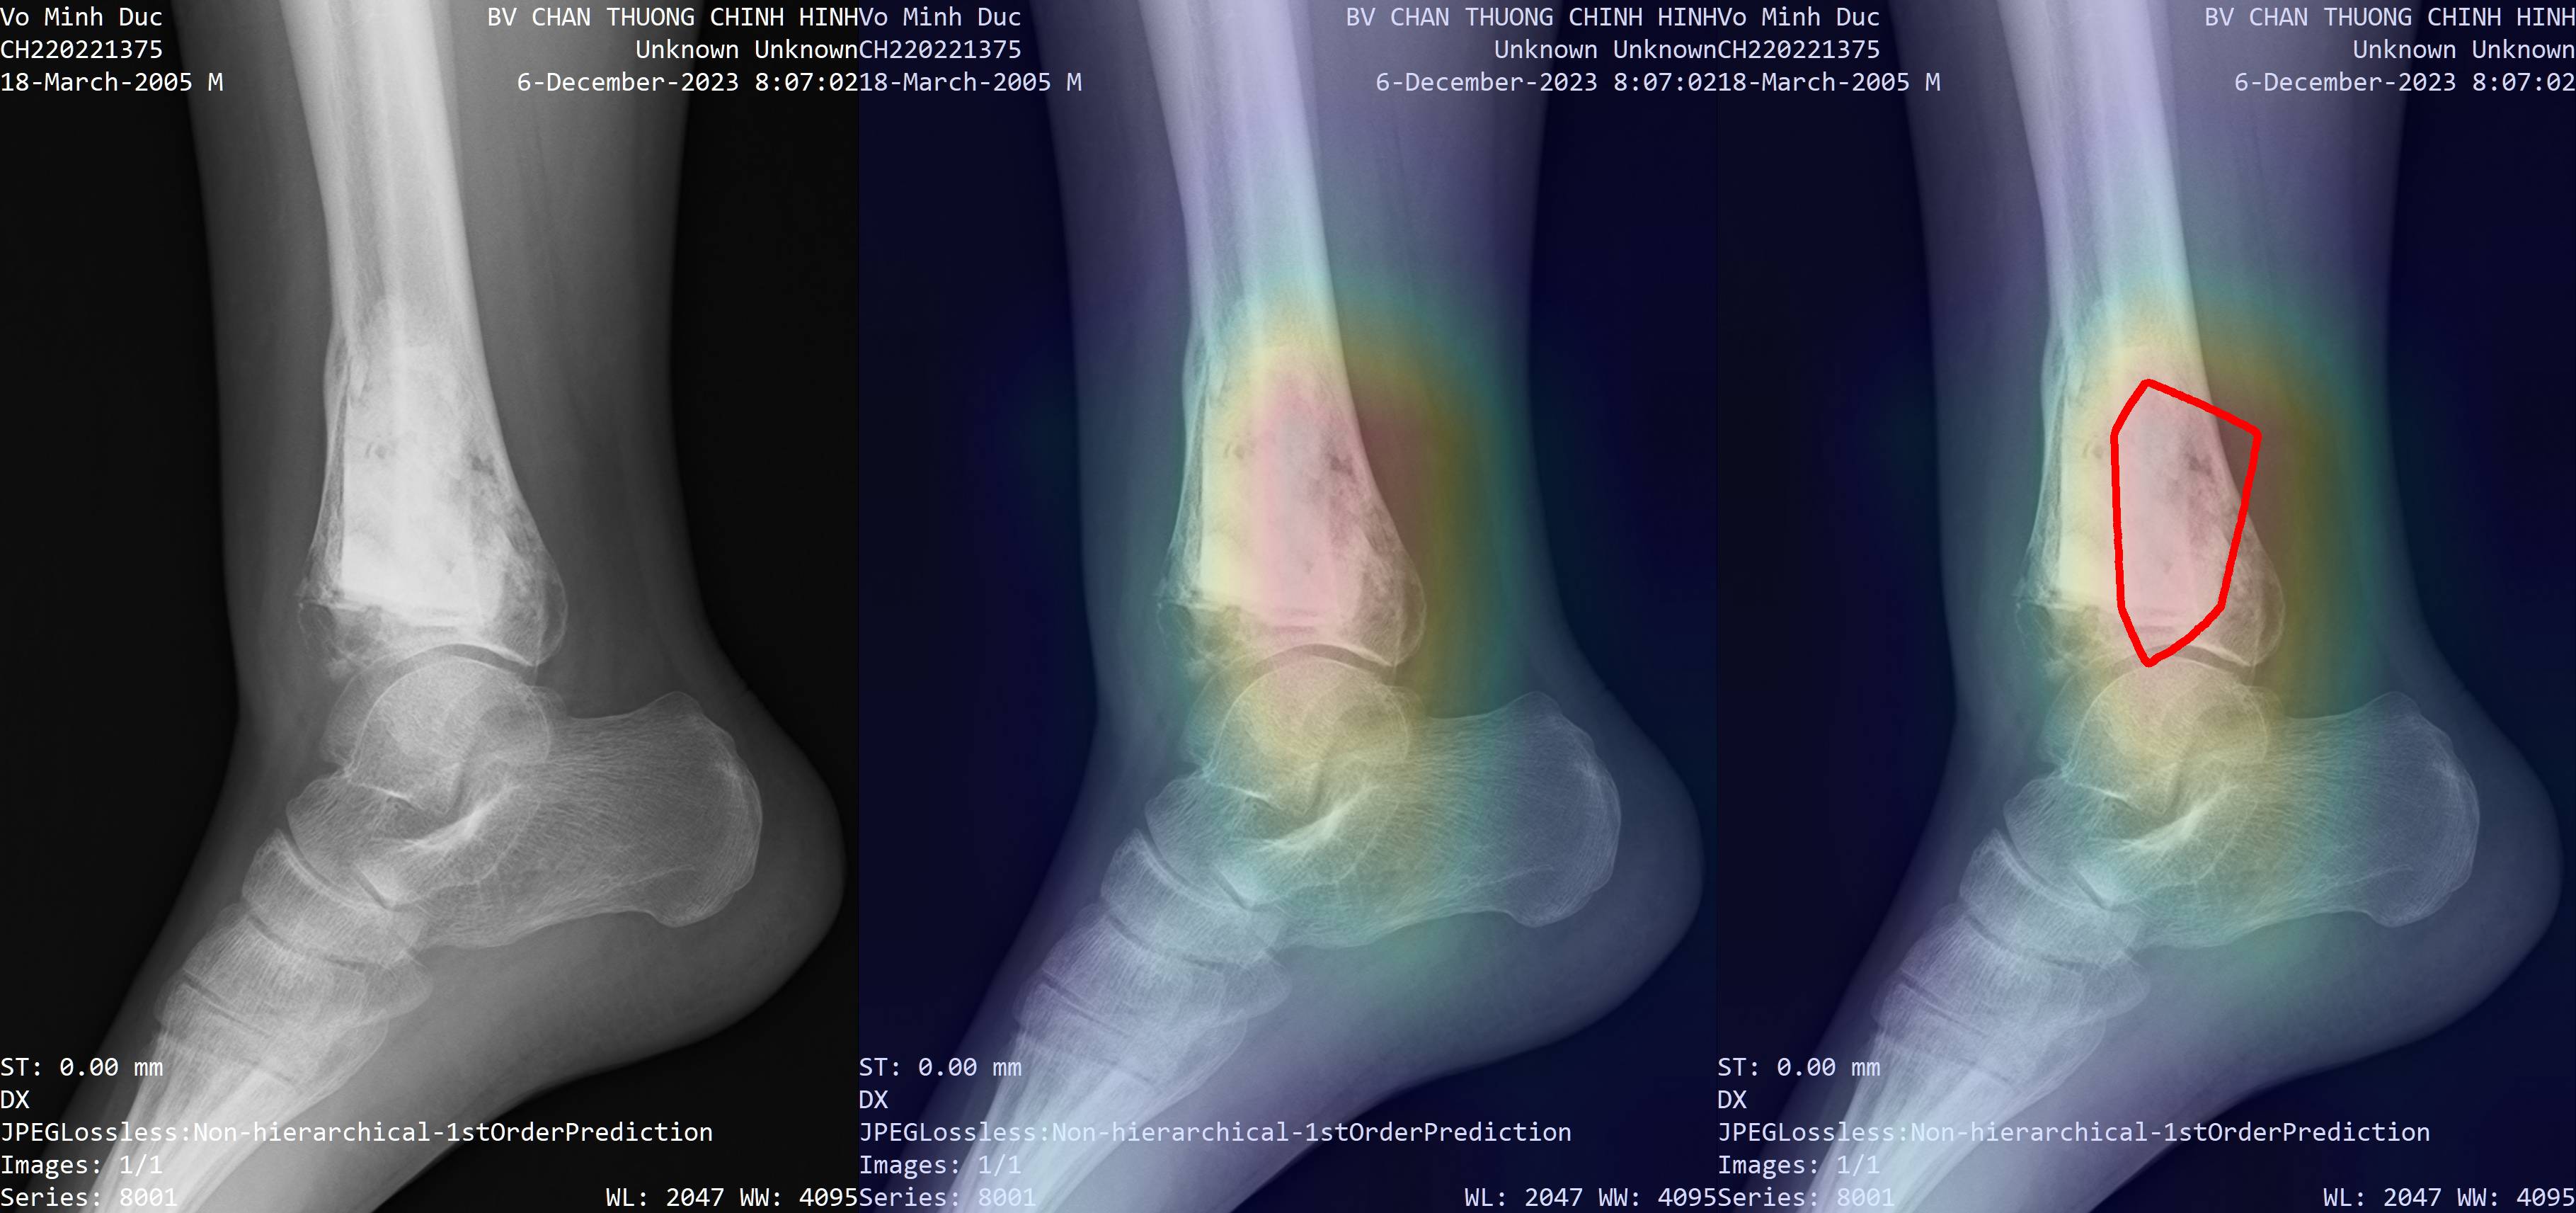 Vo Minh Duc
CH220221375
18-March-2005 M
BV CHAN THUONG CHINH HINH
Unknown Unknown
6-December-2023 8:07:02
ST: 0.00 mm
DX
JPEGLossless:Non-hierarchical-1stOrderPrediction
Images: 1/1
Series: 8001
WL: 2047 WW: 4095
Vo Minh Duc
CH220221375
18-March-2005 M
BV CHAN THUONG CHINH HINH
Unknown Unknown
6-December-2023 8:07:02
ST: 0.00 mm
DX
JPEGLossless:Non-hierarchical-1stOrderPrediction
Images: 1/1
Series: 8001
WL: 2047 WW: 4095
Vo Minh Duc
CH220221375
18-March-2005 M
BV CHAN THUONG CHINH HINH
Unknown Unknown
6-December-2023 8:07:02
ST: 0.00 mm
DX
JPEGLossless:Non-hierarchical-1stOrderPrediction
Images: 1/1
Series: 8001
WL: 2047 WW: 4095